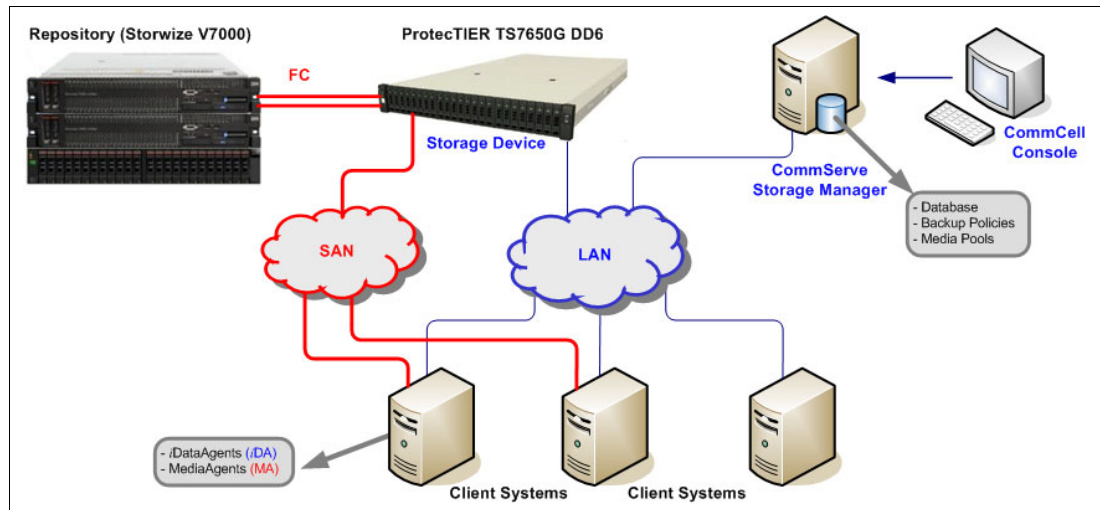 Repository (Storwize V7000)
ProtecTIER TS7650G DD6
FC
Storage Device
CommServe
Storage Manager
CommCell
Console
- Database
- Backup Policies
- Media Pools
SAN
LAN
- iDataAgents (iDA)
- MediaAgents (MA)
Client Systems
Client Systems